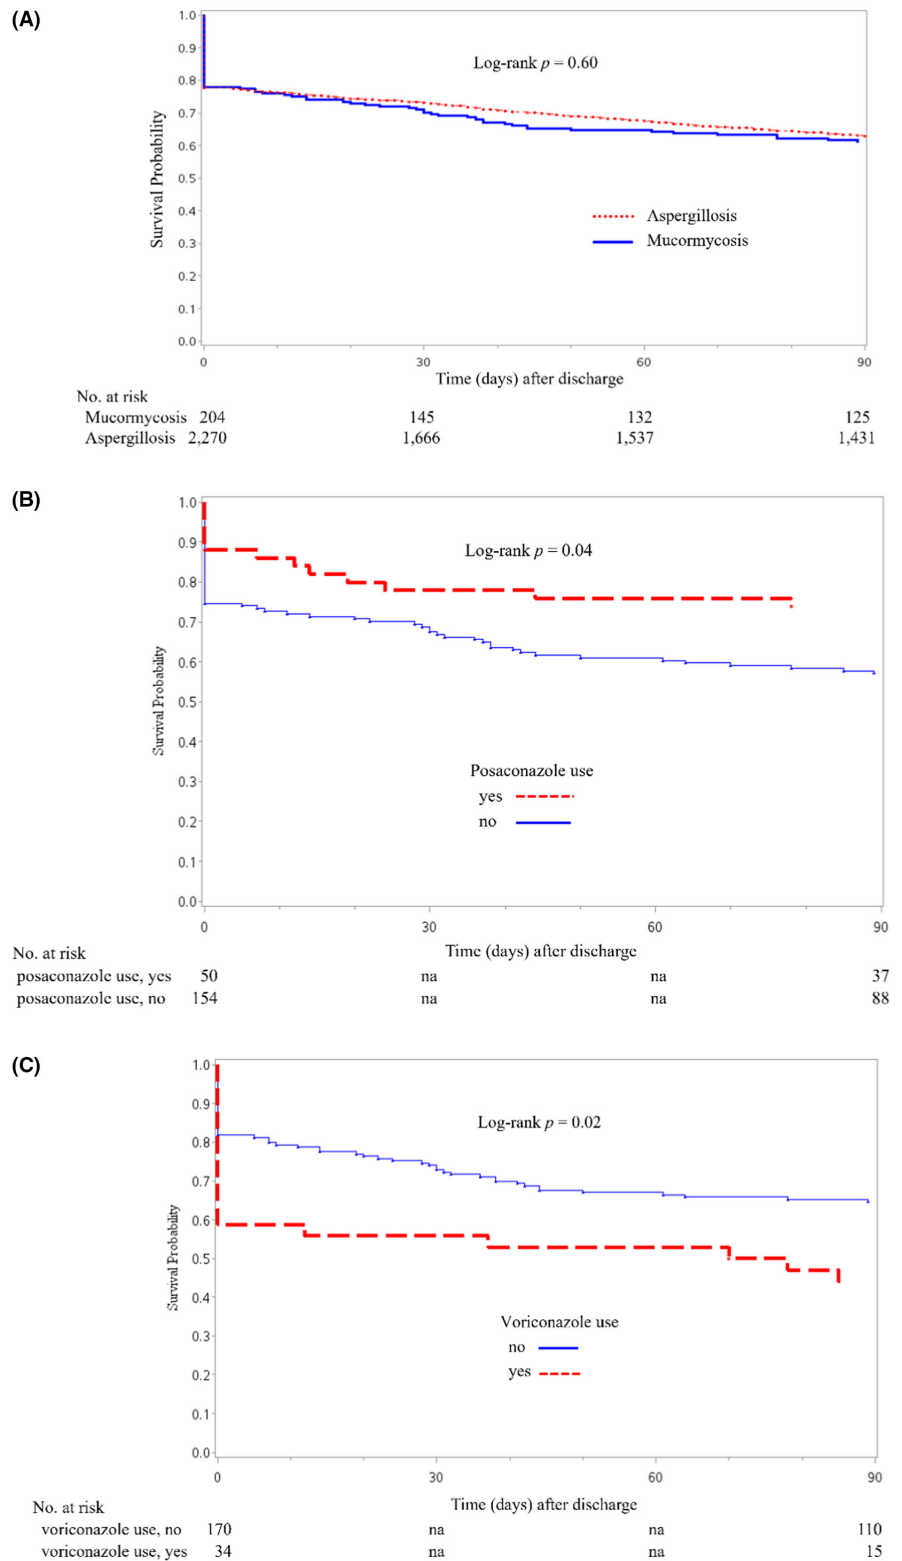 (A)
1.0
0.9
0.8
0.7
0.6
0.5
0.4
0.3
0.2
0.1
0.0
Survival Probability
Log-rank p = 0.60
Aspergillosis
Mucormycosis
0 30 60 90
Time (days) after discharge
No. at risk
Mucormycosis 204 145 132 125
Aspergillosis 2,270 1,666 1,537 1,431
(B)
1.0
0.9
0.8
0.7
0.6
0.5
0.4
0.3
0.2
0.1
0.0
Survival Probability
Log-rank p = 0.04
Posaconazole use
yes
no
0 30 60 90
Time (days) after discharge
No. at risk
posaconazole use, yes 50 na na 37
posaconazole use, no 154 na na 88
(C)
1.0
0.9
0.8
0.7
0.6
0.5
0.4
0.3
0.2
0.1
0.0
Survival Probability
Log-rank p = 0.02
Voriconazole use
no
yes
0 30 60 90
Time (days) after discharge
No. at risk
voriconazole use, no 170 na na 110
voriconazole use, yes 34 na na 15